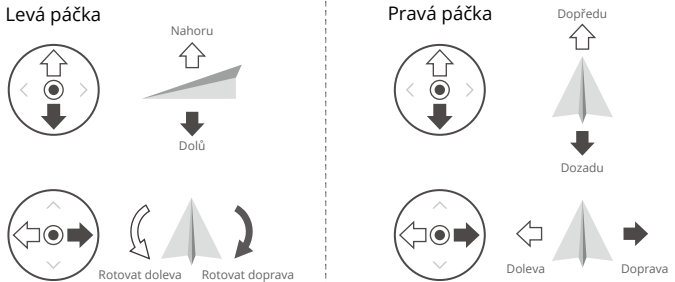 Levá páčka
Nahoru
Dolů
Rotovat doleva
Rotovat doprava
Pravá páčka
Dopředu
Dozadu
Doleva
Doprava